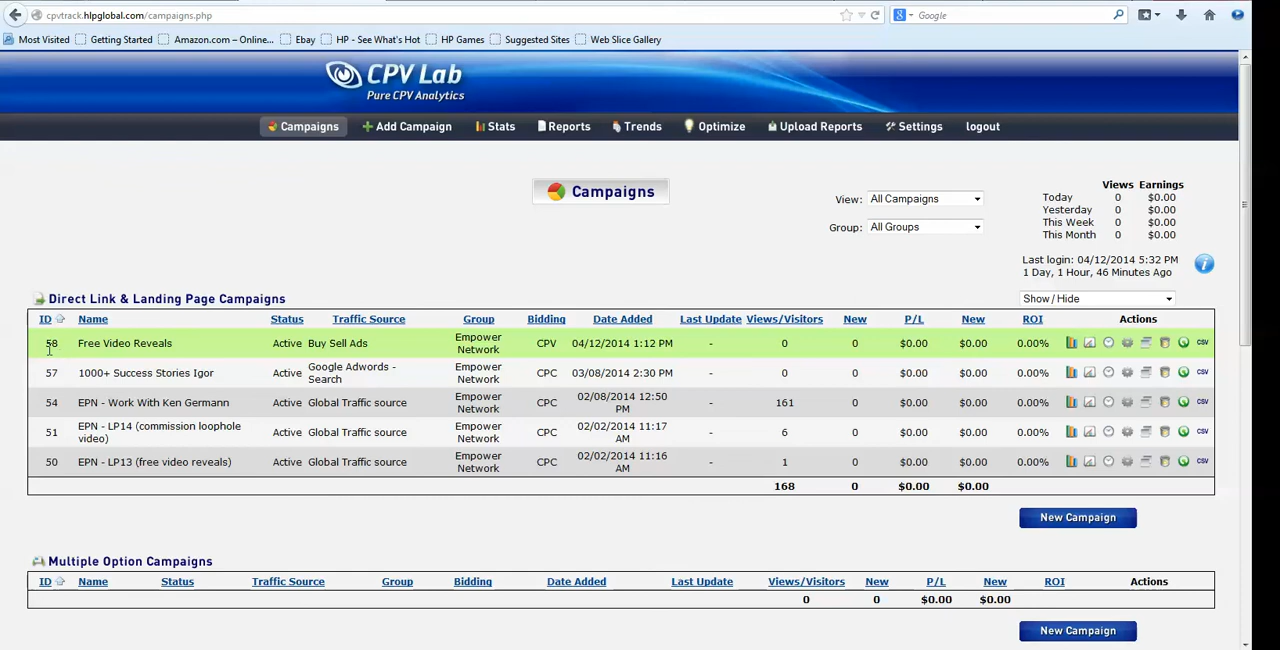 cpvtrack.hlpglobal.com/campaigns.php
Google
Most Visited Getting Started Amazon.com – Online... Ebay HP - See What's Hot HP Games Suggested Sites Web Slice Gallery
CPV Lab
Pure CPV Analytics
Campaigns Add Campaign Stats Reports Trends Optimize Upload Reports Settings logout
Campaigns
View: All Campaigns
Group: All Groups
Views Earnings
Today 0 $0.00
Yesterday 0 $0.00
This Week 0 $0.00
This Month 0 $0.00
Last login: 04/12/2014 5:32 PM
1 Day, 1 Hour, 46 Minutes Ago
Direct Link & Landing Page Campaigns
Show / Hide
ID Name Status Traffic Source Group Bidding Date Added Last Update Views/Visitors New P/L New ROI Actions
58 Free Video Reveals Active Buy Sell Ads Empower Network CPV 04/12/2014 1:12 PM - 0 0 $0.00 $0.00 0.00% CSV
57 1000+ Success Stories Igor Active Google Adwords - Search Empower Network CPC 03/08/2014 2:30 PM - 0 0 $0.00 $0.00 0.00% CSV
54 EPN - Work With Ken Germann Active Global Traffic source Empower Network CPC 02/08/2014 12:50 PM - 161 0 $0.00 $0.00 0.00% CSV
51 EPN - LP14 (commission loophole video) Active Global Traffic source Empower Network CPC 02/02/2014 11:17 AM - 6 0 $0.00 $0.00 0.00% CSV
50 EPN - LP13 (free video reveals) Active Global Traffic source Empower Network CPC 02/02/2014 11:16 AM - 1 0 $0.00 $0.00 0.00% CSV
168 0 $0.00 $0.00
New Campaign
Multiple Option Campaigns
ID Name Status Traffic Source Group Bidding Date Added Last Update Views/Visitors New P/L New ROI Actions
0 0 $0.00 $0.00
New Campaign